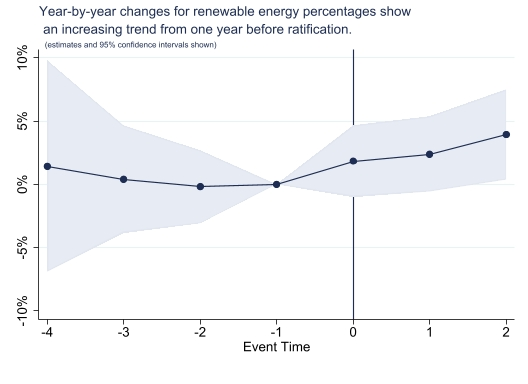 Year-by-year changes for renewable energy percentages show
an increasing trend from one year before ratification.
(estimates and 95% confidence intervals shown)
10%
5%
0%
-5%
-10%
-4 -3 -2 -1 0 1 2
Event Time